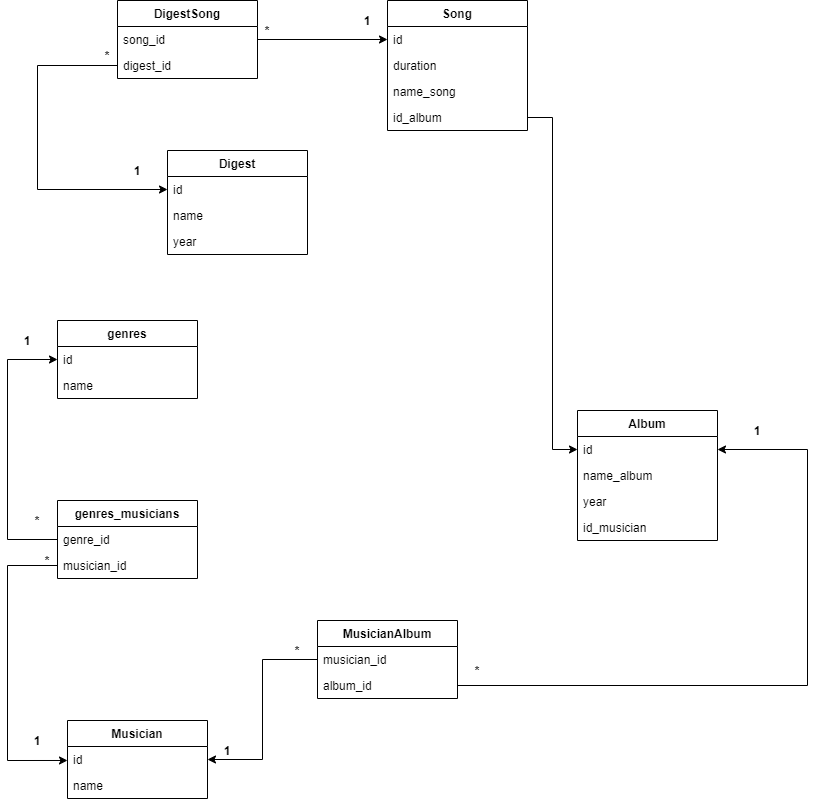 DigestSong
song_id
digest_id
*
*
1
Song
id
duration
name_song
id_album
1
Digest
id
name
year
1
genres
id
name
*
genres_musicians
genre_id
musician_id
*
Album
id
name_album
year
id_musician
1
MusicianAlbum
musician_id
album_id
*
*
1
Musician
id
name
1